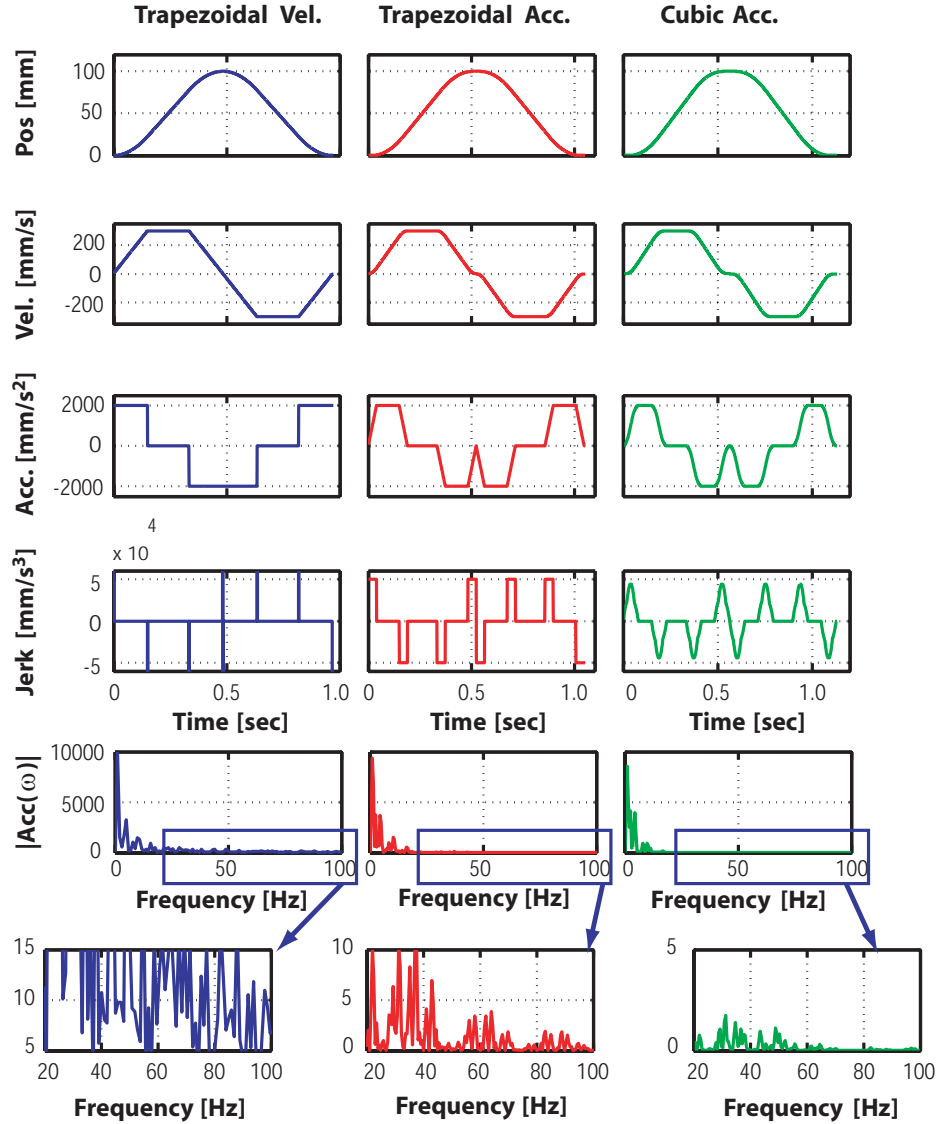 Trapezoidal Vel. Trapezoidal Acc. Cubic Acc.
Pos [mm]
100
50
0
Vel. [mm/s]
200
0
-200
Acc. [mm/s²]
2000
0
-2000
4
x 10
Jerk [mm/s³]
5
0
-5
0 0.5 1.0 0 0.5 1.0 0 0.5 1.0
Time [sec] Time [sec] Time [sec]
|Acc(ω)|
10000
5000
0
0 50 100 0 50 100 0 50 100
Frequency [Hz] Frequency [Hz] Frequency [Hz]
15 10 5
10 5
5 0 0
20 40 60 80 100 20 40 60 80 100 20 40 60 80 100
Frequency [Hz] Frequency [Hz] Frequency [Hz]